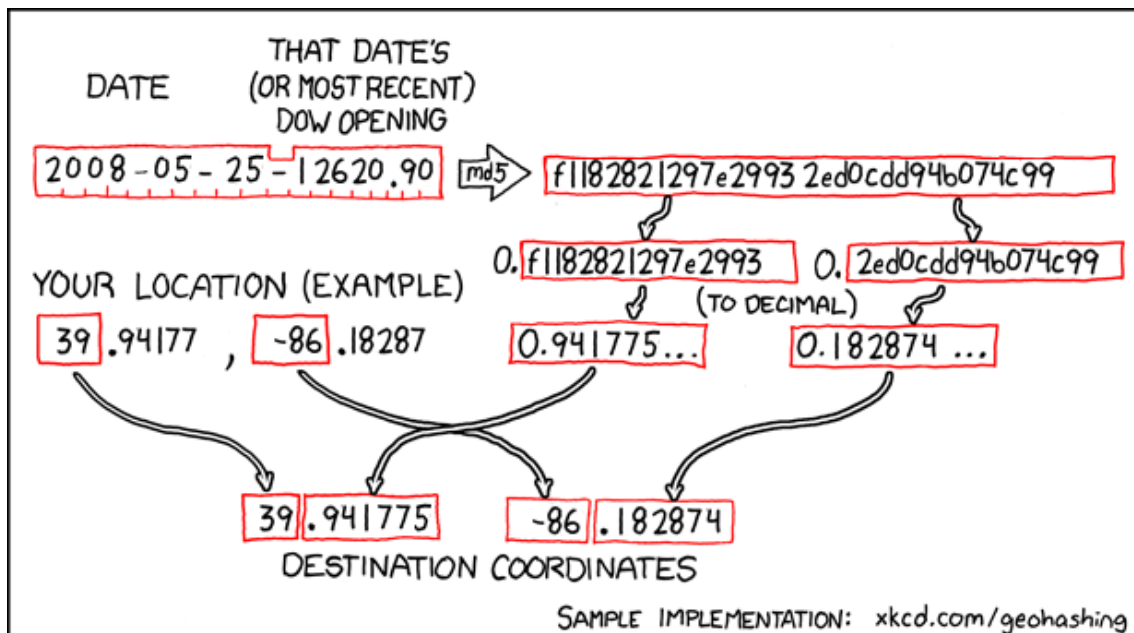 DATE
THAT DATE'S
(OR MOST RECENT)
DOW OPENING
2008-05-25-12620.90
md5
f1182821297e2993 2ed0cdd94b074c99
0. f1182821297e2993
0. 2ed0cdd94b074c99
(TO DECIMAL)
YOUR LOCATION (EXAMPLE)
39.94177, -86.18287
0.941775...
0.182874...
39.941775
-86.182874
DESTINATION COORDINATES
SAMPLE IMPLEMENTATION: xkcd.com/geohashing